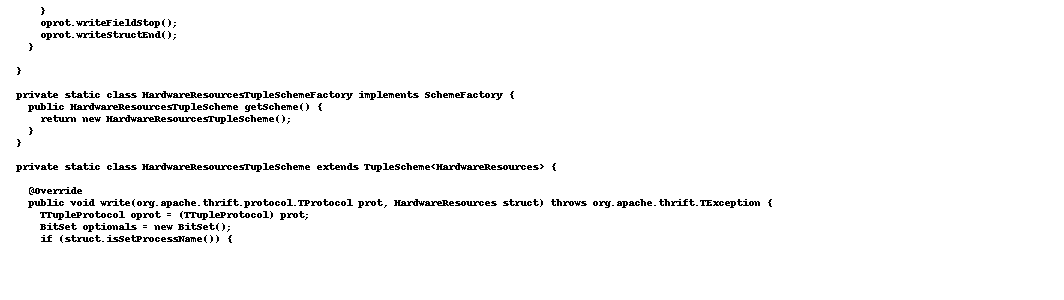 }
    oprot.writeFieldStop();
    oprot.writeStructEnd();
  }

}

private static class HardwareResourcesTupleSchemeFactory implements SchemeFactory {
  public HardwareResourcesTupleScheme getScheme() {
    return new HardwareResourcesTupleScheme();
  }
}

private static class HardwareResourcesTupleScheme extends TupleScheme<HardwareResources> {

  @Override
  public void write(org.apache.thrift.protocol.TProtocol prot, HardwareResources struct) throws org.apache.thrift.TException {
    TTupleProtocol oprot = (TTupleProtocol) prot;
    BitSet optionals = new BitSet();
    if (struct.isSetProcessName()) {